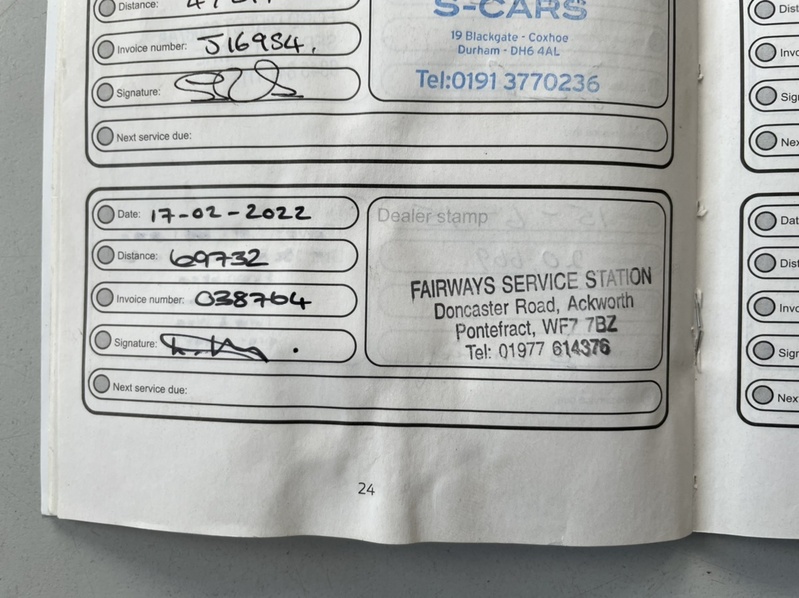 Distance:
S-CARS
19 Blackgate - Coxhoe
Durham - DH6 4AL
Tel:0191 3770236
Invoice number: J16984.
Signature:
Next service due:
Date: 17-02-2022
Distance: 69732
Invoice number: 038764
Signature:
Next service due:
Dealer stamp
FAIRWAYS SERVICE STATION
Doncaster Road, Ackworth
Pontefract, WF7 7BZ
Tel: 01977 614376
24